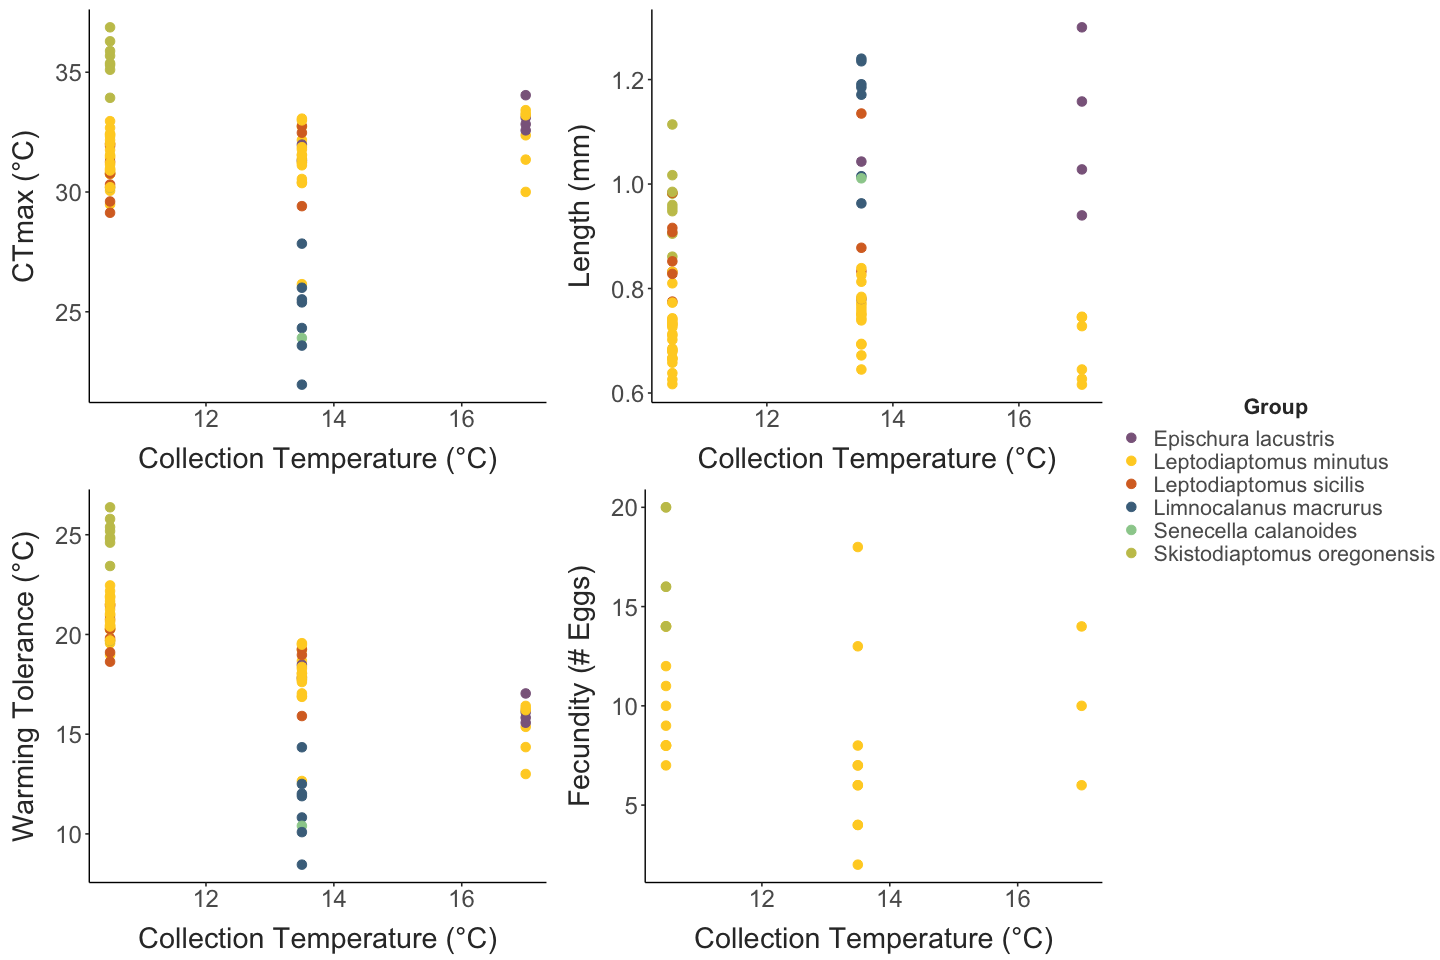 35
30
25
CTmax (°C)
12
14
16
Collection Temperature (°C)
1.2
1.0
0.8
0.6
Length (mm)
12
14
16
Collection Temperature (°C)
25
20
15
10
Warming Tolerance (°C)
12
14
16
Collection Temperature (°C)
20
15
10
5
Fecundity (# Eggs)
12
14
16
Collection Temperature (°C)
Group
Epischura lacustris
Leptodiaptomus minutus
Leptodiaptomus sicilis
Limnocalanus macrurus
Senecella calanoides
Skistodiaptomus oregonensis